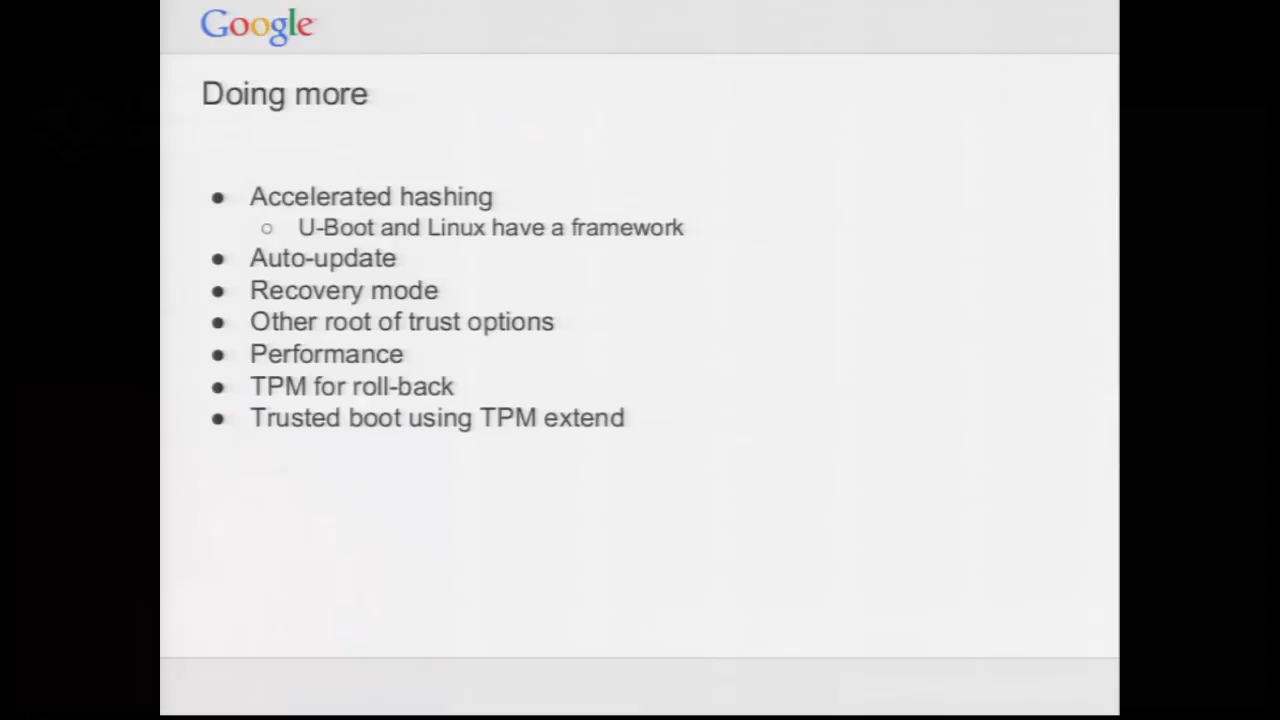 Google
Doing more
● Accelerated hashing
○ U-Boot and Linux have a framework
● Auto-update
● Recovery mode
● Other root of trust options
● Performance
● TPM for roll-back
● Trusted boot using TPM extend